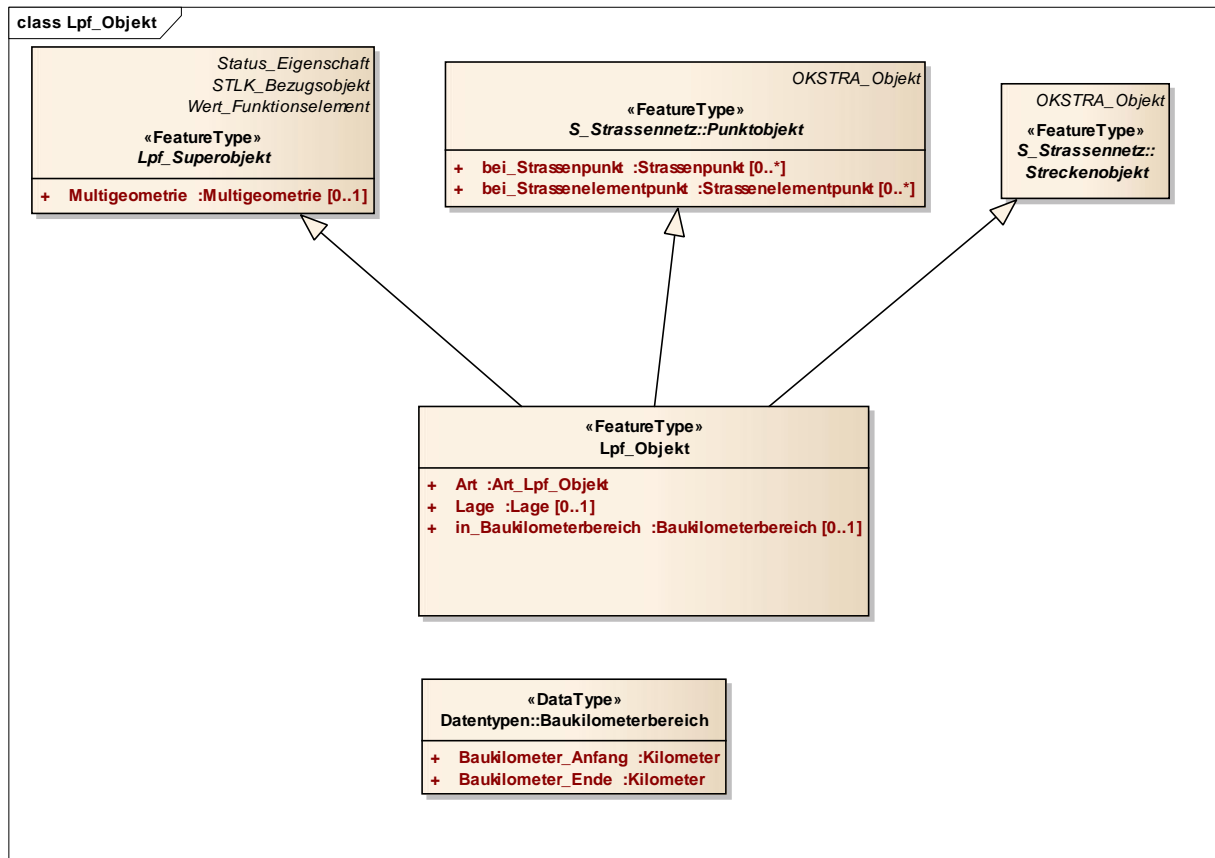 class Lpf_Objekt
Status_Eigenschaft
STLK_Bezugsobjekt
Wert_Funktionselement
«FeatureType»
Lpf_Superobjekt
+ Multigeometrie :Multigeometrie [0..1]
OKSTRA_Objekt
«FeatureType»
S_Strassennetz::Punktobjekt
+ bei_Strassenpunkt :Strassenpunkt [0..*]
+ bei_Strassenelementpunkt :Strassenelementpunkt [0..*]
OKSTRA_Objekt
«FeatureType»
S_Strassennetz::
Streckenobjekt
«FeatureType»
Lpf_Objekt
+ Art :Art_Lpf_Objekt
+ Lage :Lage [0..1]
+ in_Baukilometerbereich :Baukilometerbereich [0..1]
«DataType»
Datentypen::Baukilometerbereich
+ Baukilometer_Anfang :Kilometer
+ Baukilometer_Ende :Kilometer